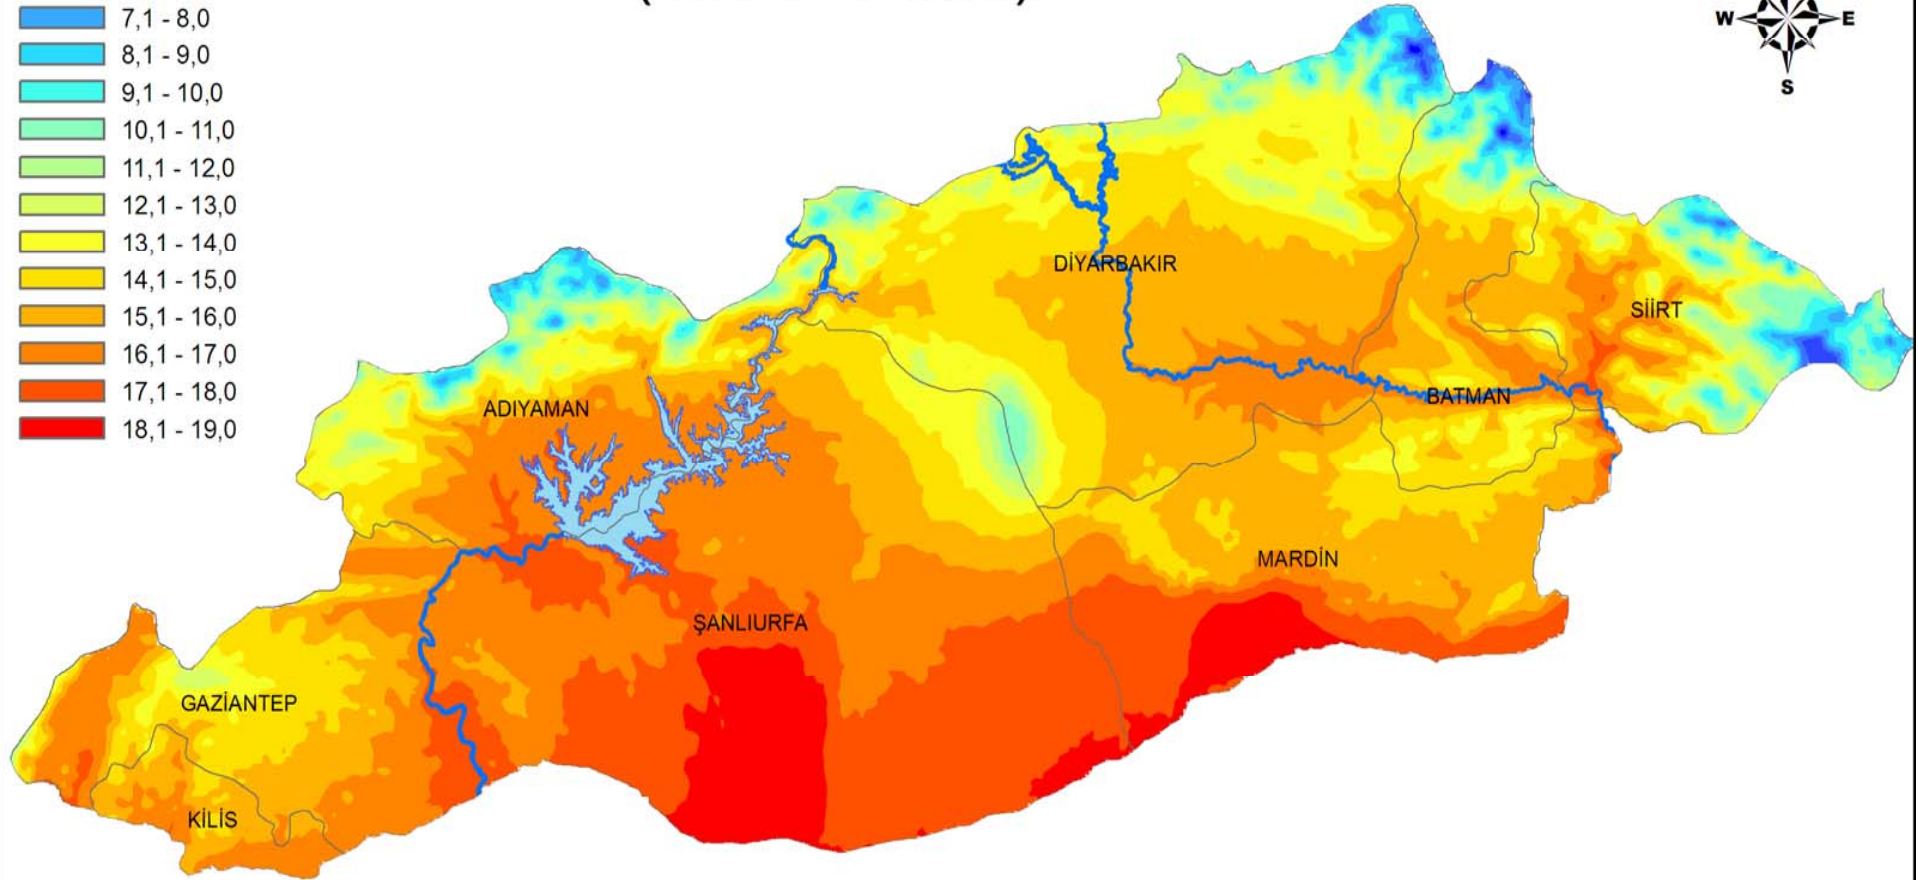 7,1 - 8,0
8,1 - 9,0
9,1 - 10,0
10,1 - 11,0
11,1 - 12,0
12,1 - 13,0
13,1 - 14,0
14,1 - 15,0
15,1 - 16,0
16,1 - 17,0
17,1 - 18,0
18,1 - 19,0
W E
S
DİYARBAKIR
SİİRT
BATMAN
ADIYAMAN
MARDİN
ŞANLIURFA
GAZİANTEP
KİLİS